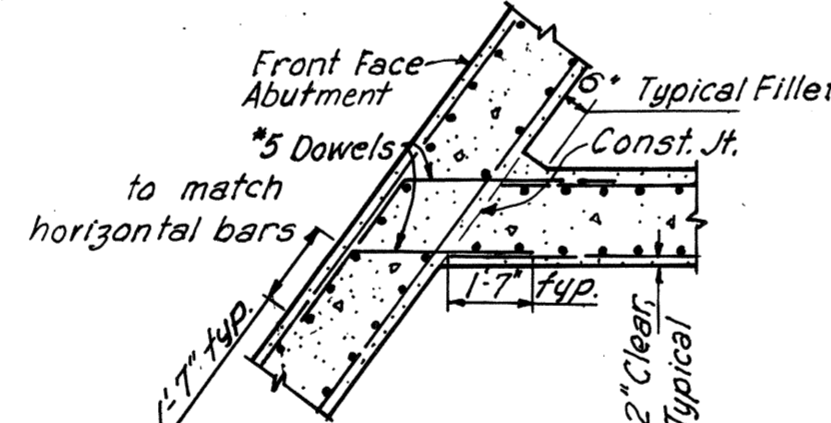 Front Face
Abutment
6"
Typical Fillet
#5 Dowels
Const. Jt.
to match
horizontal bars
1'-7" typ.
1'-7" typ.
2" Clear,
Typical